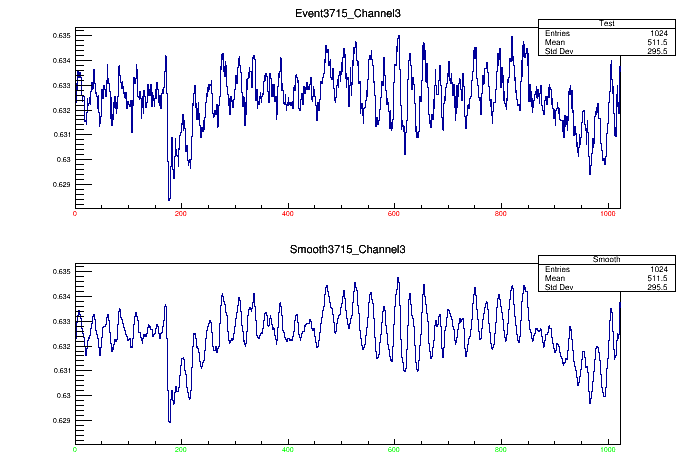 Event3715_Channel3
Test
Entries 1024
Mean 511.5
Std Dev 295.5
0.635
0.634
0.633
0.632
0.631
0.63
0.629
0 200 400 600 800 1000
Smooth3715_Channel3
Smooth
Entries 1024
Mean 511.5
Std Dev 295.5
0.635
0.634
0.633
0.632
0.631
0.63
0.629
0 200 400 600 800 1000